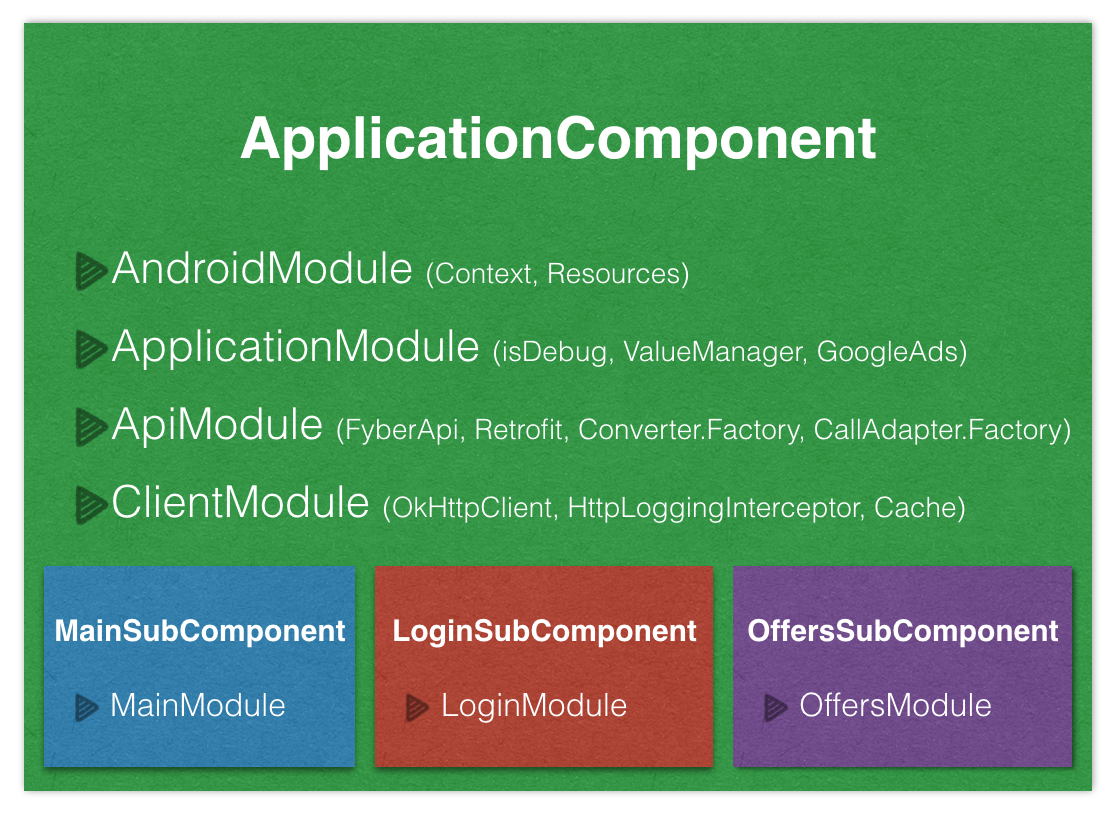 ApplicationComponent
AndroidModule (Context, Resources)
ApplicationModule (isDebug, ValueManager, GoogleAds)
ApiModule (FyberApi, Retrofit, Converter.Factory, CallAdapter.Factory)
ClientModule (OkHttpClient, HttpLoggingInterceptor, Cache)
MainSubComponent
MainModule
LoginSubComponent
LoginModule
OffersSubComponent
OffersModule